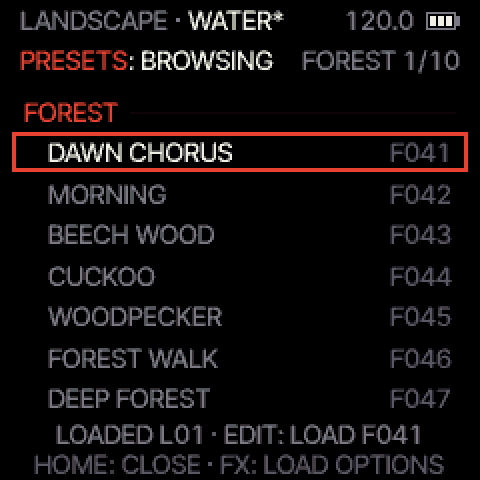 LANDSCAPE · WATER* 120.0
PRESETS: BROWSING FOREST 1/10
FOREST
DAWN CHORUS F041
MORNING F042
BEECH WOOD F043
CUCKOO F044
WOODPECKER F045
FOREST WALK F046
DEEP FOREST F047
LOADED L01 · EDIT: LOAD F041
HOME: CLOSE · FX: LOAD OPTIONS